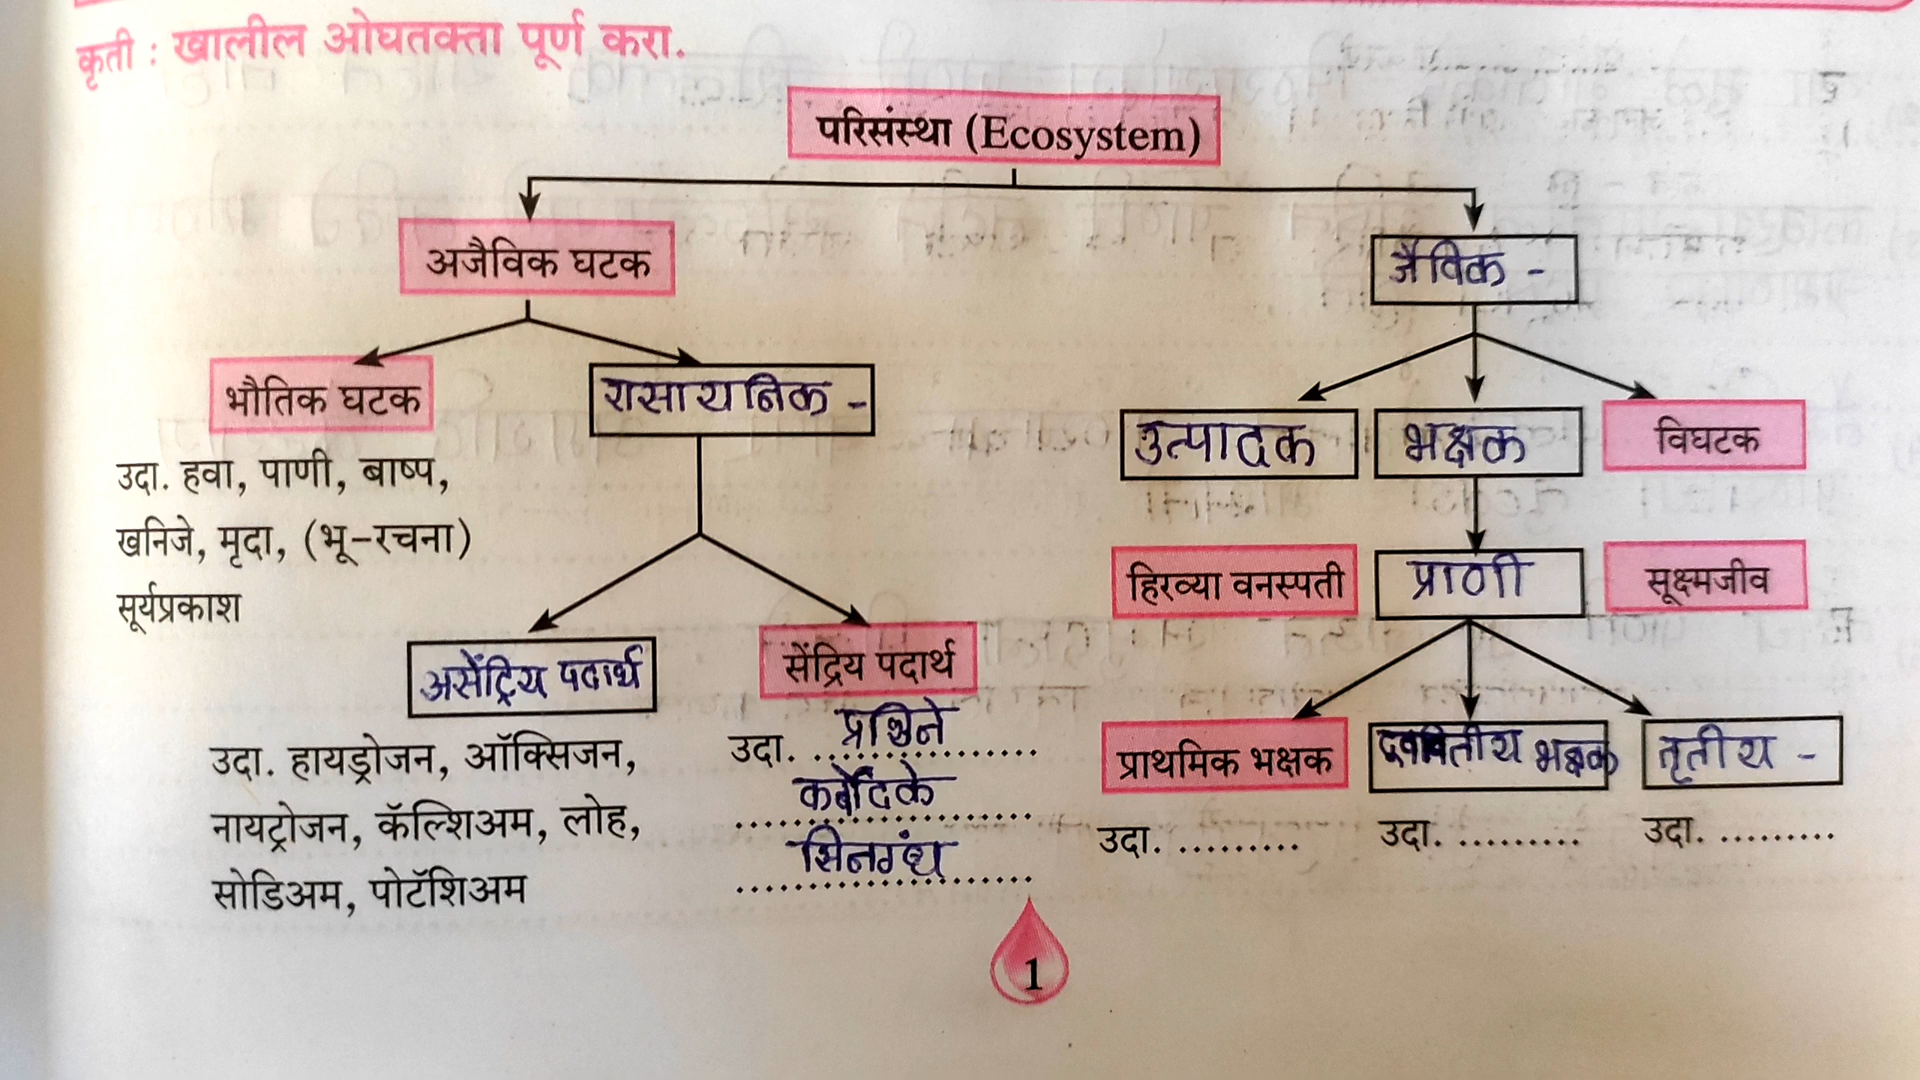 कृती : खालील ओघतक्ता पूर्ण करा.
परिसंस्था (Ecosystem)
अजैविक घटक
जैविक -
भौतिक घटक
रासायनिक -
उत्पादक
भक्षक
विघटक
उदा. हवा, पाणी, बाष्प,
खनिजे, मृदा, (भू-रचना)
सूर्यप्रकाश
हिरव्या वनस्पती
प्राणी
सूक्ष्मजीव
असेंद्रिय पदार्थ
सेंद्रिय पदार्थ
उदा. हायड्रोजन, ऑक्सिजन,
नायट्रोजन, कॅल्शिअम, लोह,
सोडिअम, पोटॅशिअम
उदा. प्रथिने
कर्बोदके
प्राथमिक भक्षक
भक्षक
तृतीय -
उदा. .........
उदा. .........
उदा. .........
1